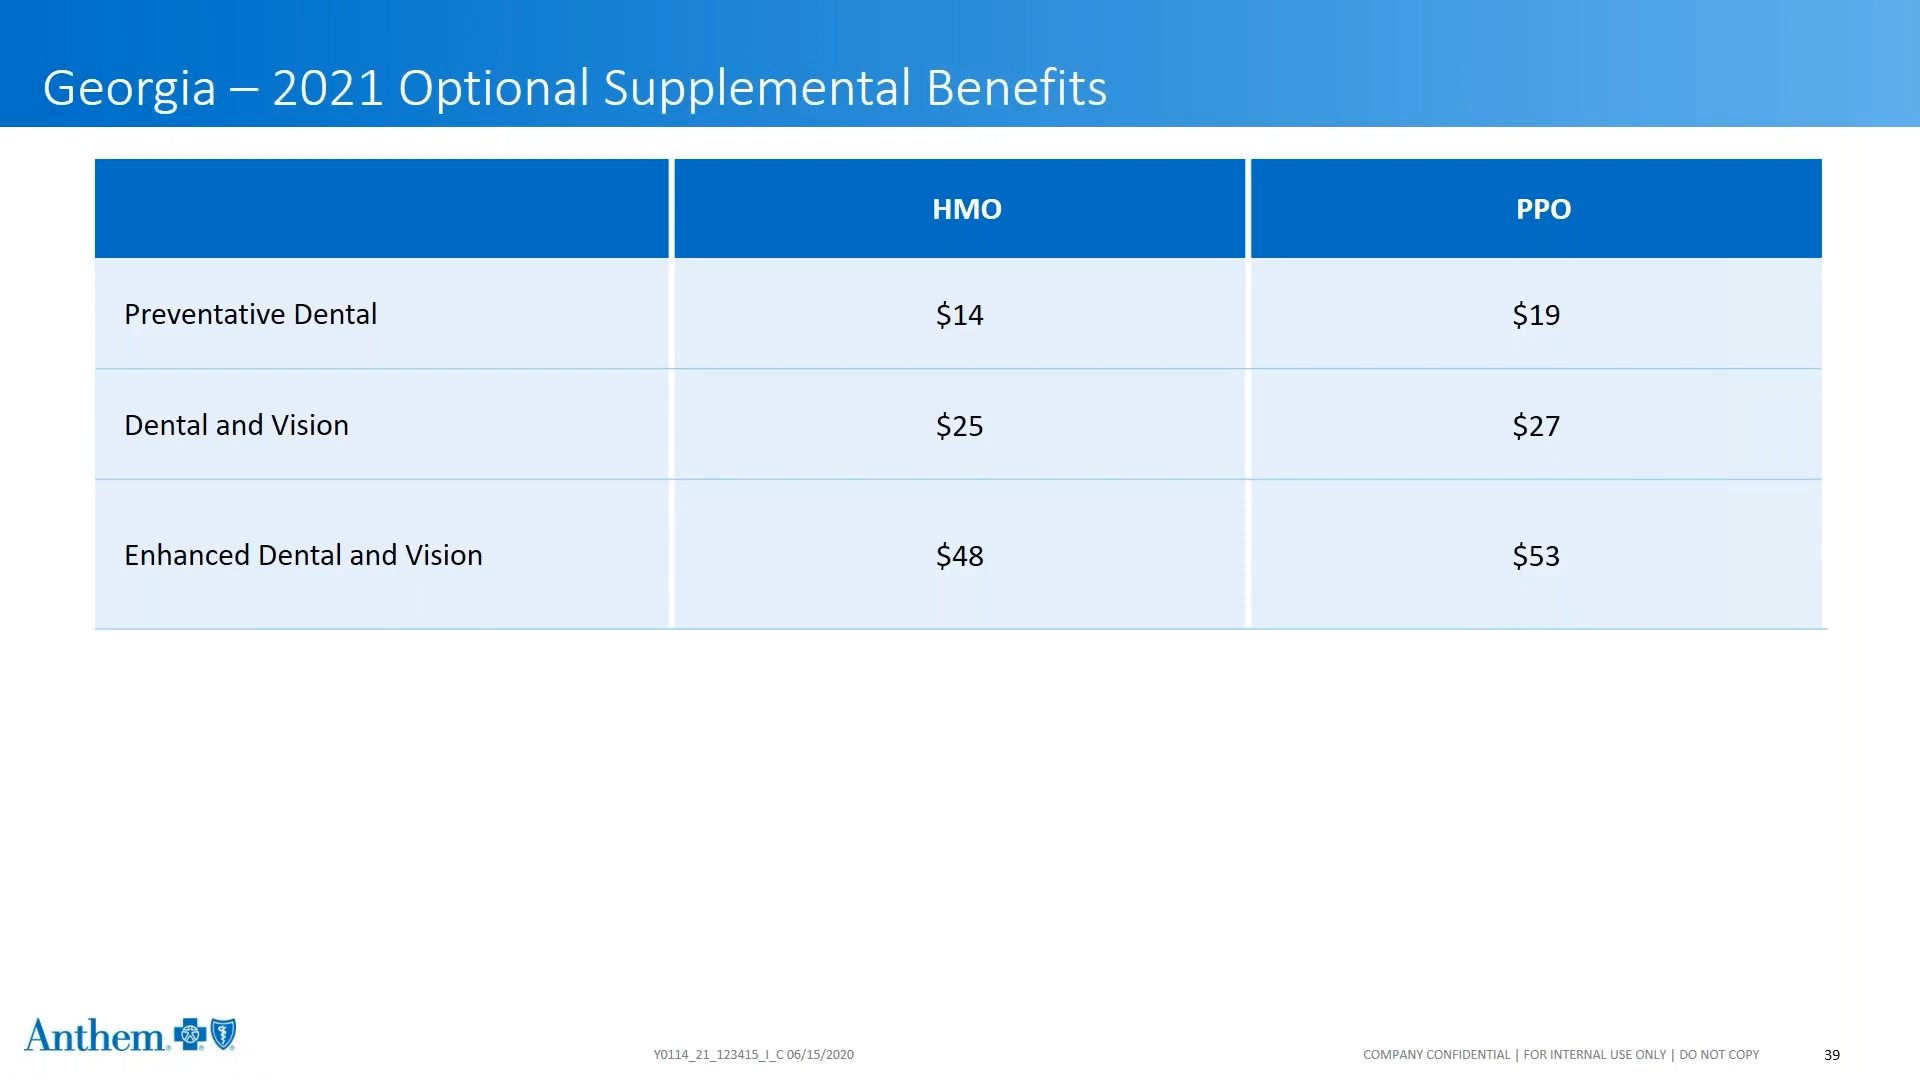 Georgia – 2021 Optional Supplemental Benefits
HMO PPO
Preventative Dental $14 $19
Dental and Vision $25 $27
Enhanced Dental and Vision $48 $53
Anthem
Y0114_21_123415_I_C 06/15/2020
COMPANY CONFIDENTIAL | FOR INTERNAL USE ONLY | DO NOT COPY
39